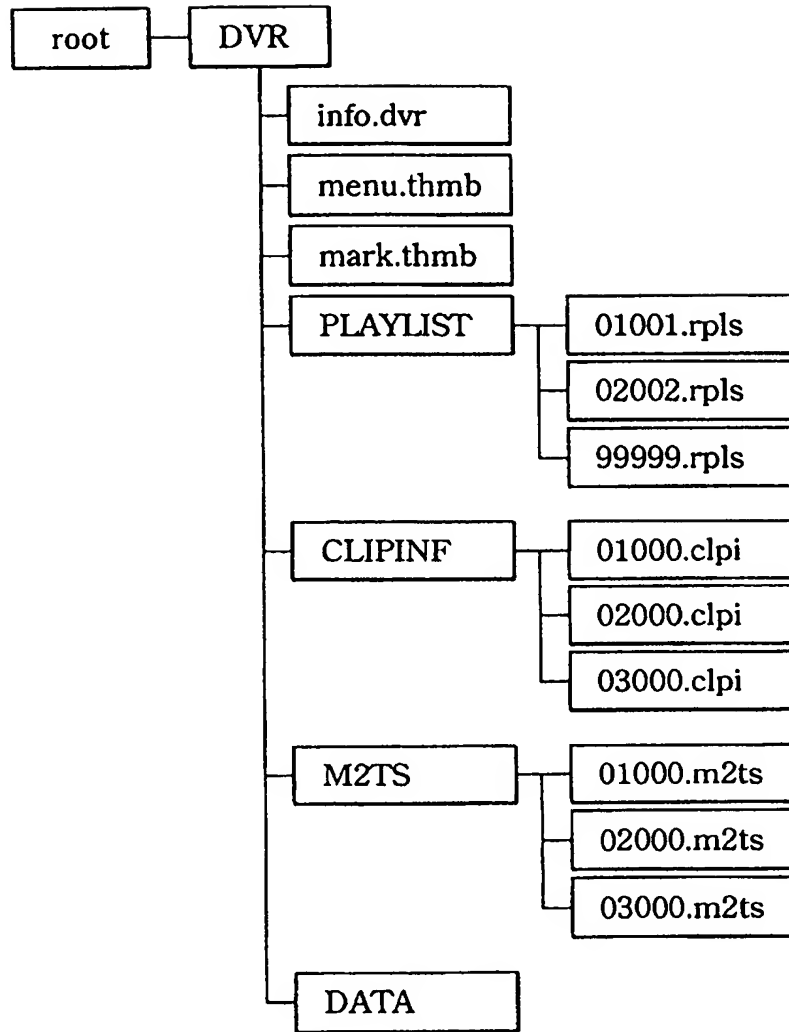 root
DVR
info.dvr
menu.thmb
mark.thmb
PLAYLIST
01001.rpls
02002.rpls
99999.rpls
CLIPINF
01000.clpi
02000.clpi
03000.clpi
M2TS
01000.m2ts
02000.m2ts
03000.m2ts
DATA